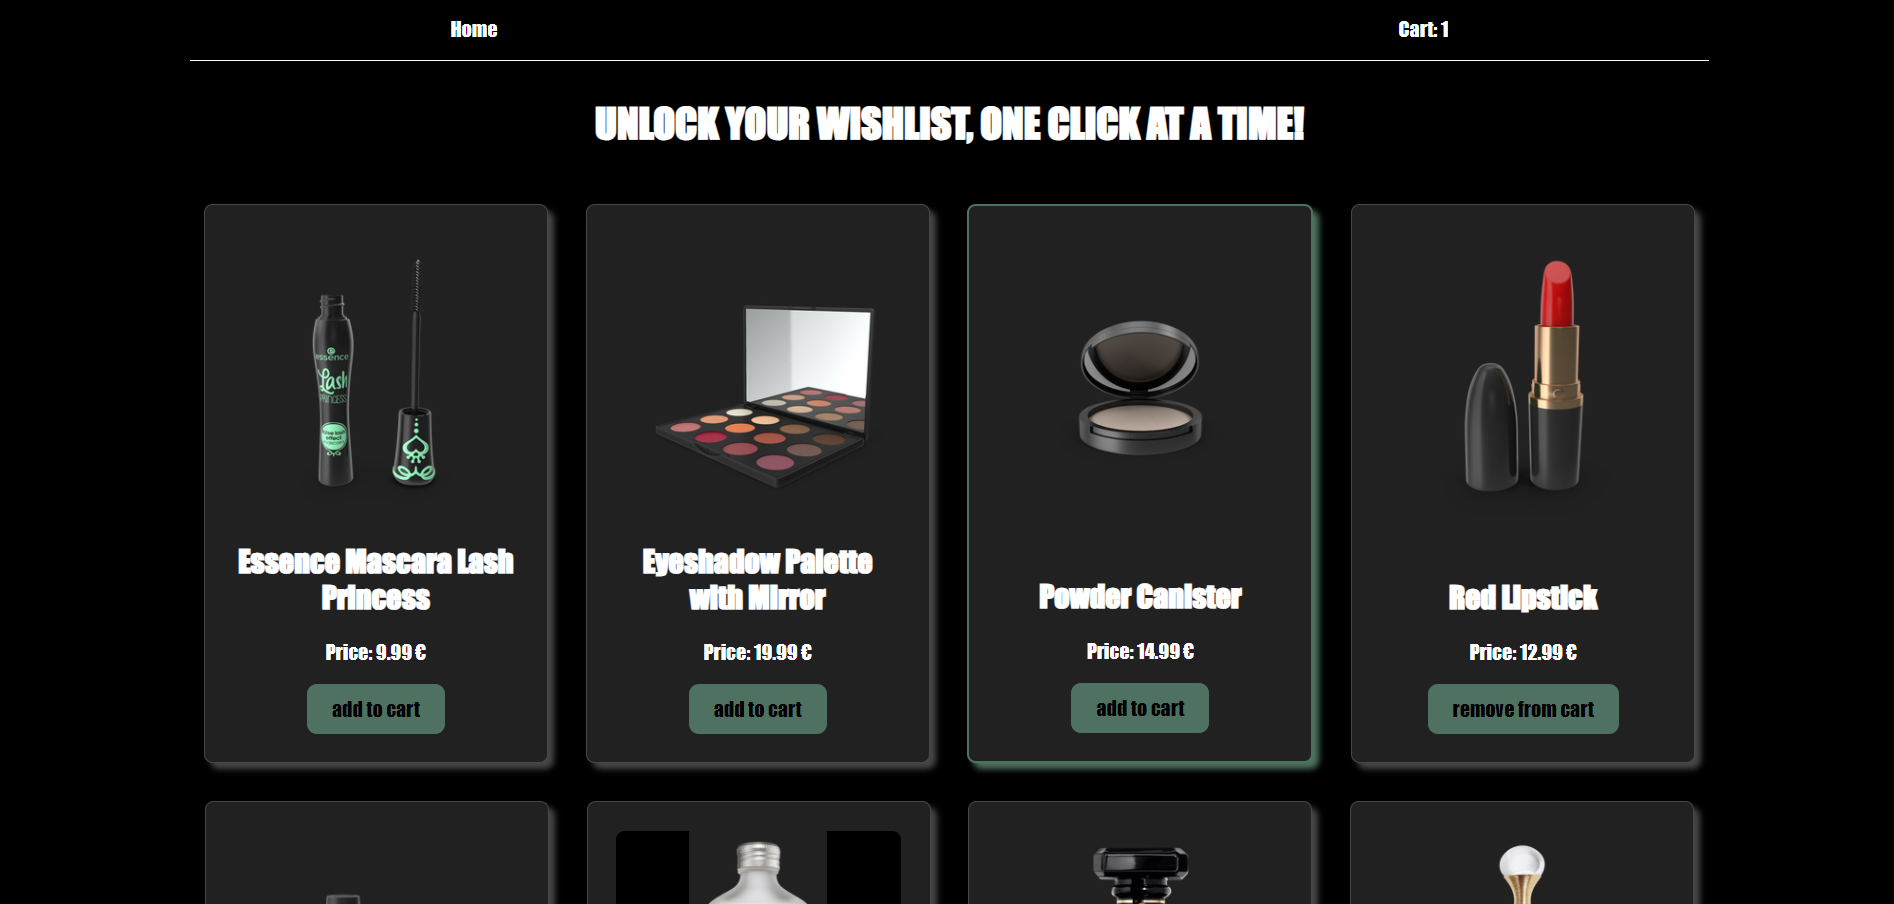 Home
Cart: 1
UNLOCK YOUR WISHLIST, ONE CLICK AT A TIME!
essence
Lash
PRINCESS
Essence Mascara Lash
Princess
Price: 9.99 €
add to cart
Eyeshadow Palette
with Mirror
Price: 19.99 €
add to cart
Powder Canister
Price: 14.99 €
add to cart
Red Lipstick
Price: 12.99 €
remove from cart